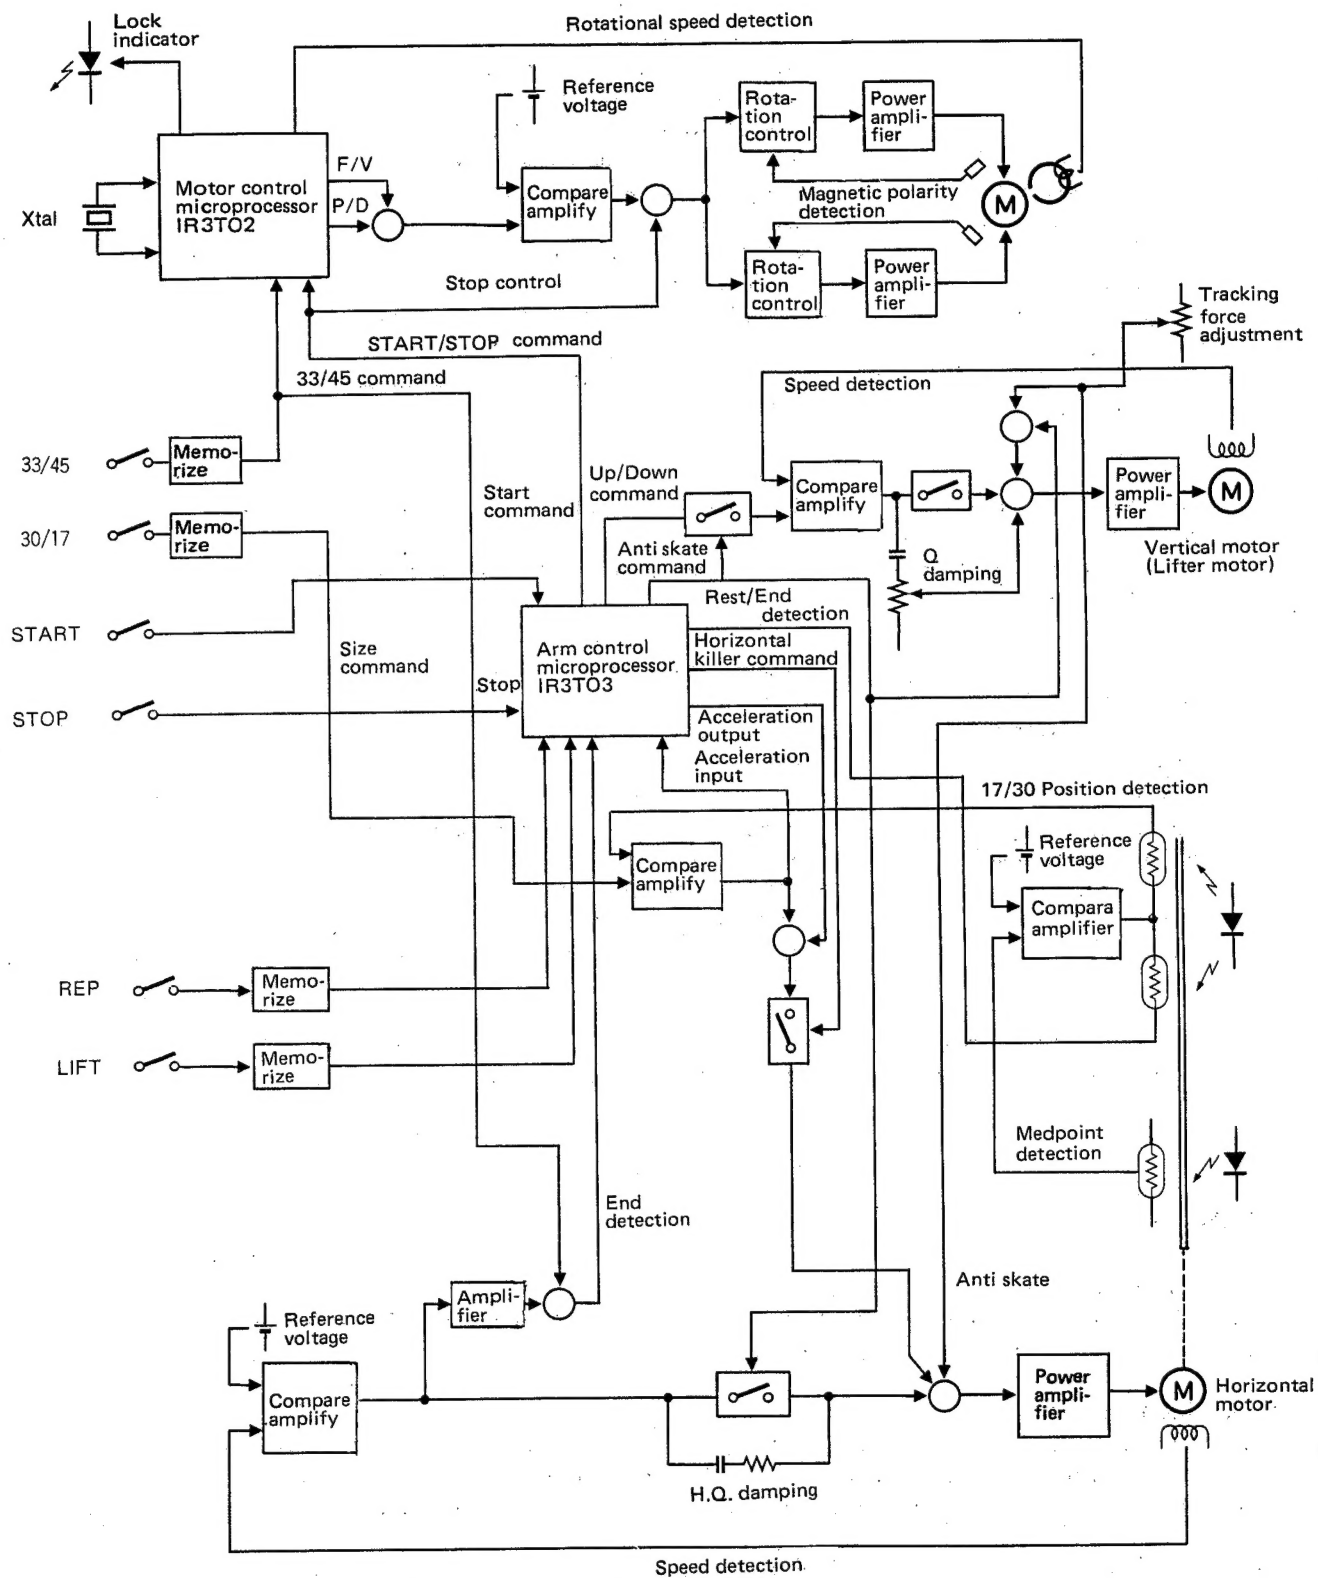 Lock
indicator
Rotational speed detection
Reference
voltage
Rota-
tion
control
Power
ampli-
fier
Motor control
microprocessor
IR3TO2
F/V
P/D
Xtal
Compare
amplify
Magnetic polarity
detection
M
Stop control
Rota-
tion
control
Power
ampli-
fier
START/STOP command
33/45 command
Tracking
force
adjustment
Speed detection
33/45
Memo-
rize
30/17
Memo-
rize
Start
command
Up/Down
command
Compare
amplify
Power
ampli-
fier
M
Vertical motor
(Lifter motor)
Anti skate
command
Q
damping
Rest/End
detection
START
Size
command
Arm control
microprocessor
IR3TO3
Horizontal
killer command
Stop
STOP
Acceleration
output
Acceleration
input
17/30 Position detection
Compare
amplify
Reference
voltage
Compara
amplifier
REP
Memo-
rize
LIFT
Memo-
rize
Medpoint
detection
End
detection
Anti skate
Ampli-
fier
Reference
voltage
Compare
amplify
Power
ampli-
fier
M
Horizontal
motor
H.Q. damping
Speed detection